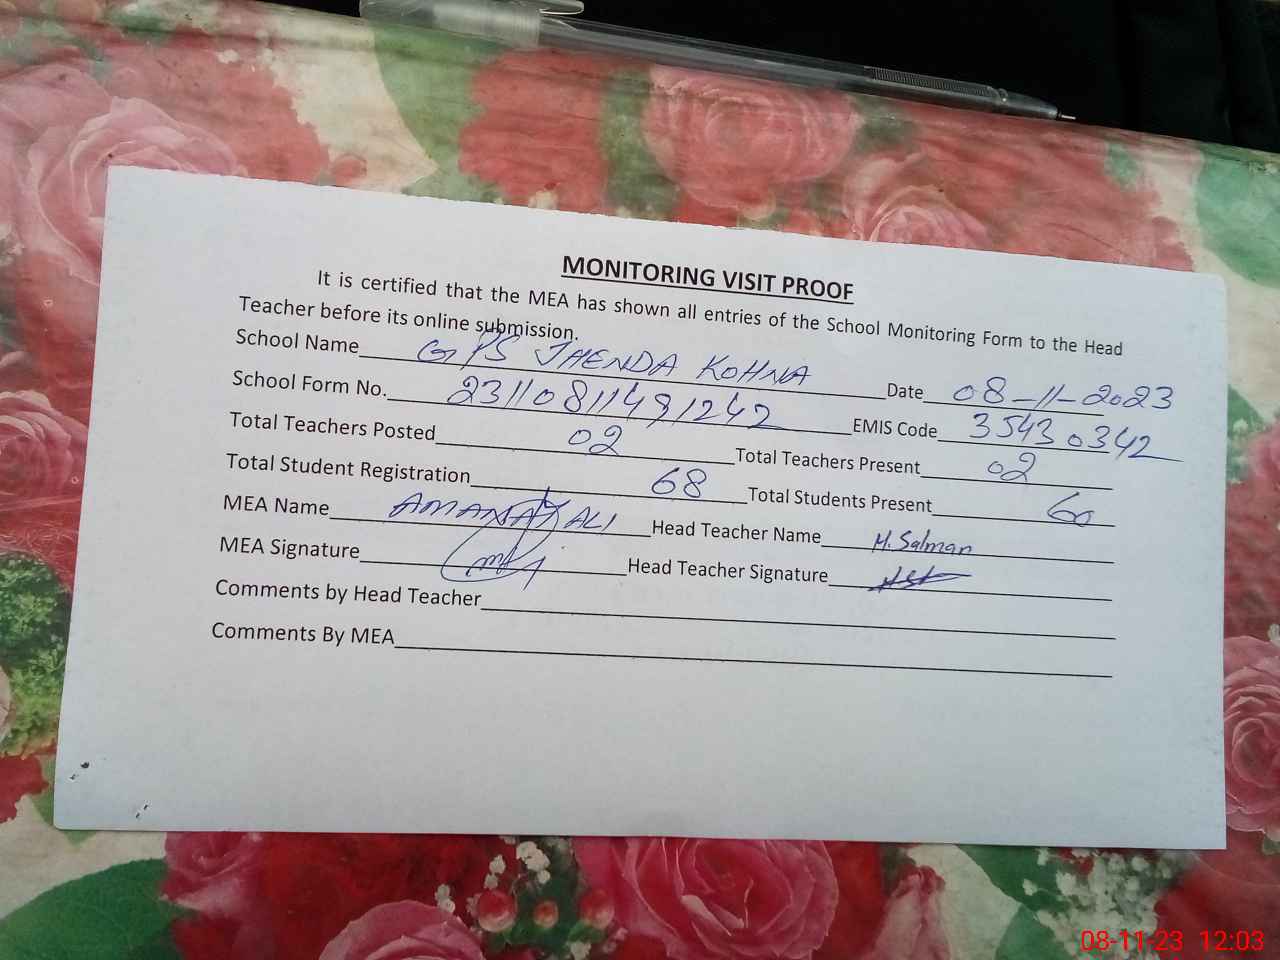 MONITORING VISIT PROOF
It is certified that the MEA has shown all entries of the School Monitoring Form to the Head
Teacher before its online submission.
School Name GPS JHENDA KOHNA Date 08-11-2023
School Form No. 23110811491242 EMIS Code 35430342
Total Teachers Posted 02 Total Teachers Present 02
Total Student Registration 68 Total Students Present 60
MEA Name AMANAT ALI Head Teacher Name M. Salman
MEA Signature Head Teacher Signature
Comments by Head Teacher
Comments By MEA
08-11-23 12:03